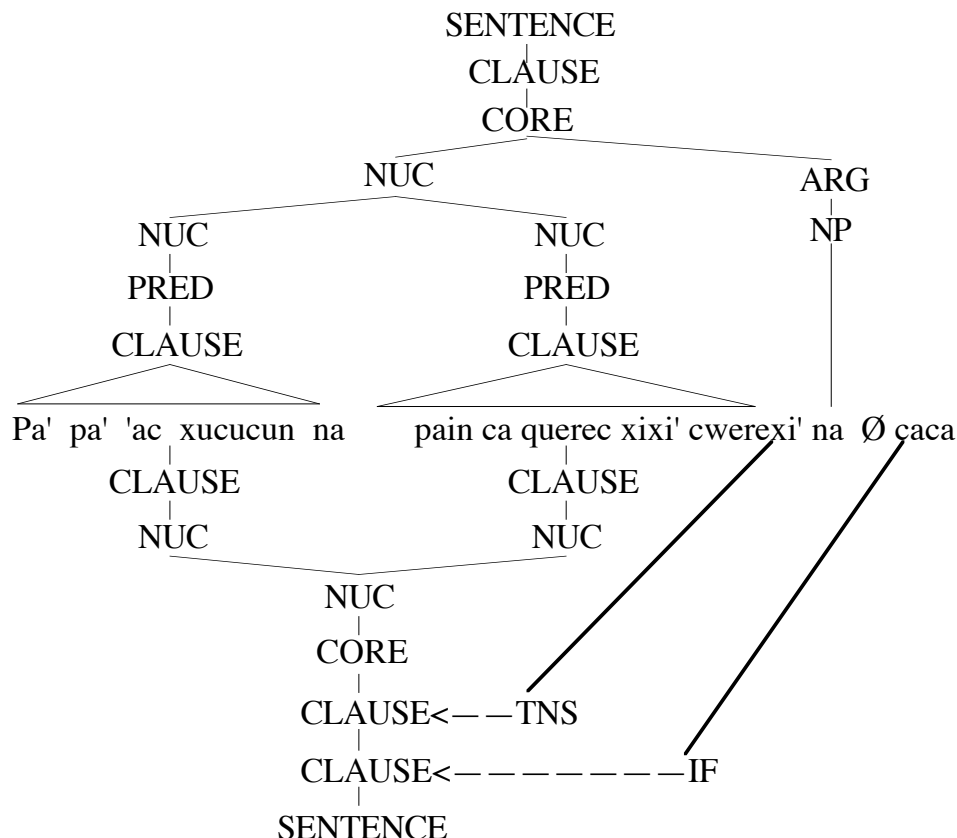 SENTENCE
CLAUSE
CORE
NUC ARG
NUC NUC NP
PRED PRED
CLAUSE CLAUSE
Pa' pa' 'ac xucucun na pain ca querec xixi' cwerexi' na Ø caca
CLAUSE CLAUSE
NUC NUC
NUC
CORE
CLAUSE<— —TNS
CLAUSE<— — — — — — —IF
SENTENCE